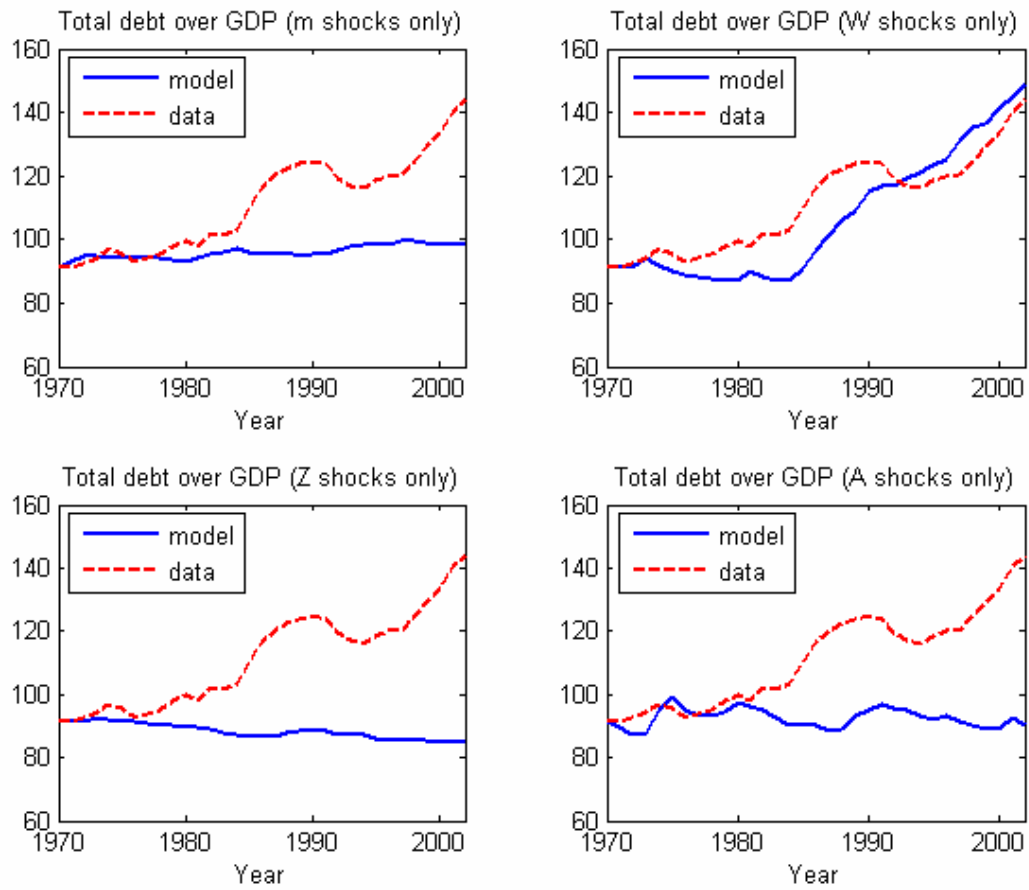 Total debt over GDP (m shocks only)
160
140
120
100
80
60
model
data
1970
1980
1990
2000
Year
Total debt over GDP (W shocks only)
160
140
120
100
80
60
model
data
1970
1980
1990
2000
Year
Total debt over GDP (Z shocks only)
160
140
120
100
80
60
model
data
1970
1980
1990
2000
Year
Total debt over GDP (A shocks only)
160
140
120
100
80
60
model
data
1970
1980
1990
2000
Year